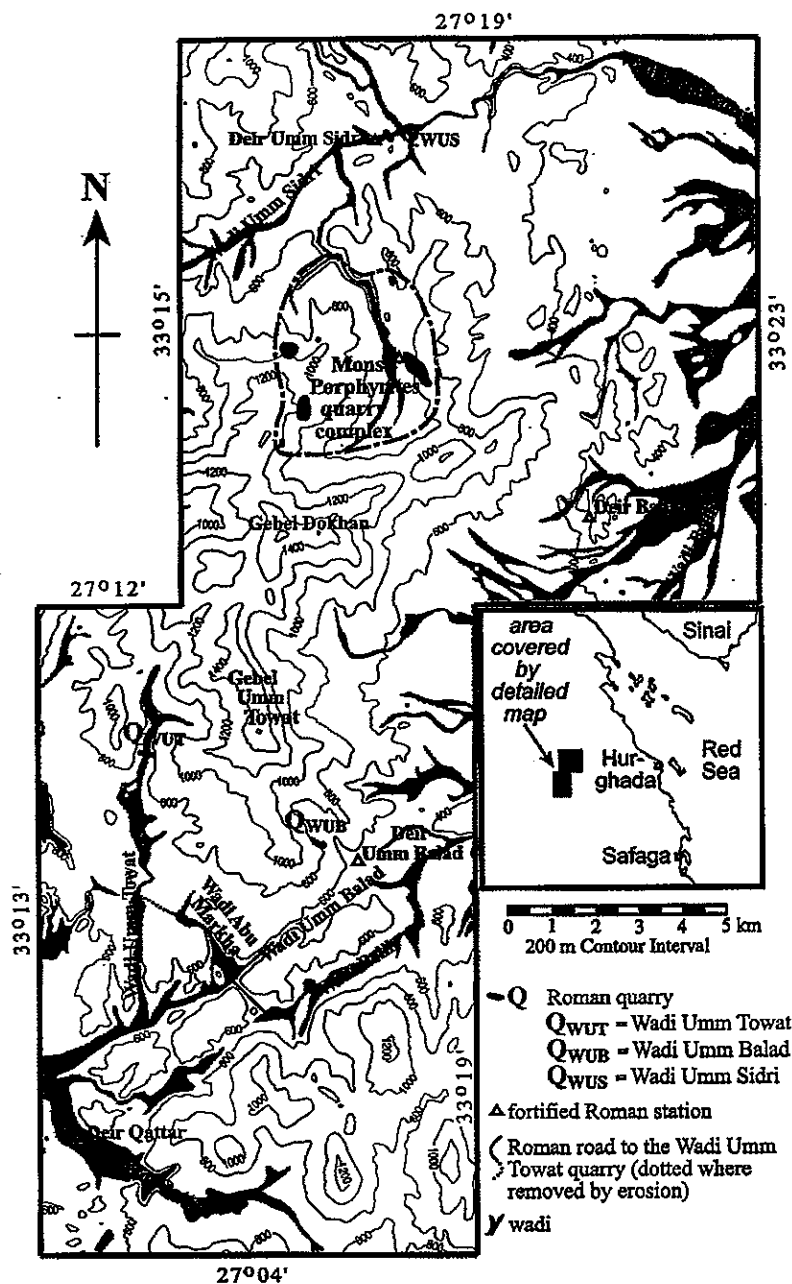 27° 19'
Deir Umm Sidri
QWUS
Umm Sidri
N
33° 15'
33° 23'
Mons
Porphyrites
quarry
complex
Gebel Dokhan
27° 12'
Gebel
Umm
Towat
QWUT
QWUB
Deir
Umm Balad
Wadi Umm Towat
Wadi Abu
Markha
Wadi Umm Balad
33° 13'
33° 19'
Deir Qattar
27° 04'
area
covered
by
detailed
map
Sinai
Hur-
ghada
Red
Sea
Safaga
0 1 2 3 4 5 km
200 m Contour Interval
Q Roman quarry
QWUT = Wadi Umm Towat
QWUB = Wadi Umm Balad
QWUS = Wadi Umm Sidri
fortified Roman station
Roman road to the Wadi Umm
Towat quarry (dotted where
removed by erosion)
wadi